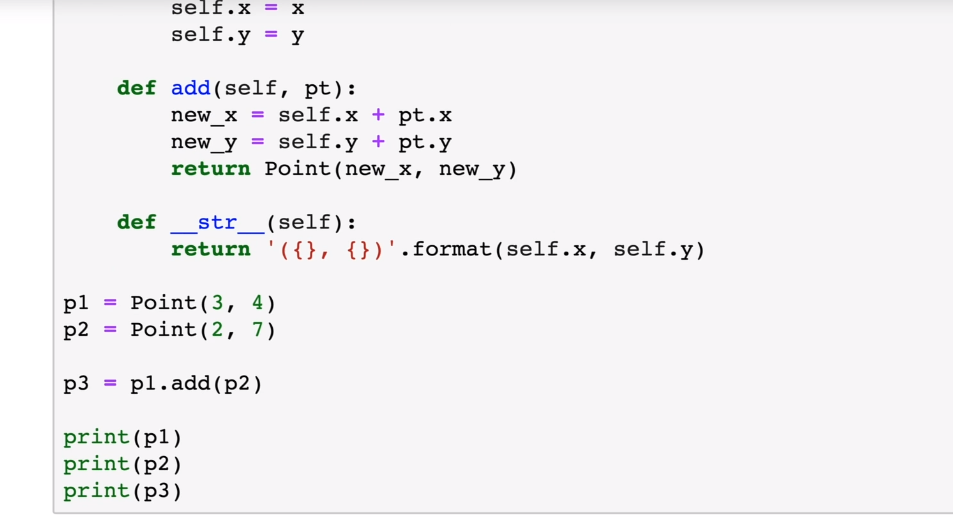 self.x = x
        self.y = y

    def add(self, pt):
        new_x = self.x + pt.x
        new_y = self.y + pt.y
        return Point(new_x, new_y)

    def __str__(self):
        return '({}, {})'.format(self.x, self.y)

p1 = Point(3, 4)
p2 = Point(2, 7)

p3 = p1.add(p2)

print(p1)
print(p2)
print(p3)